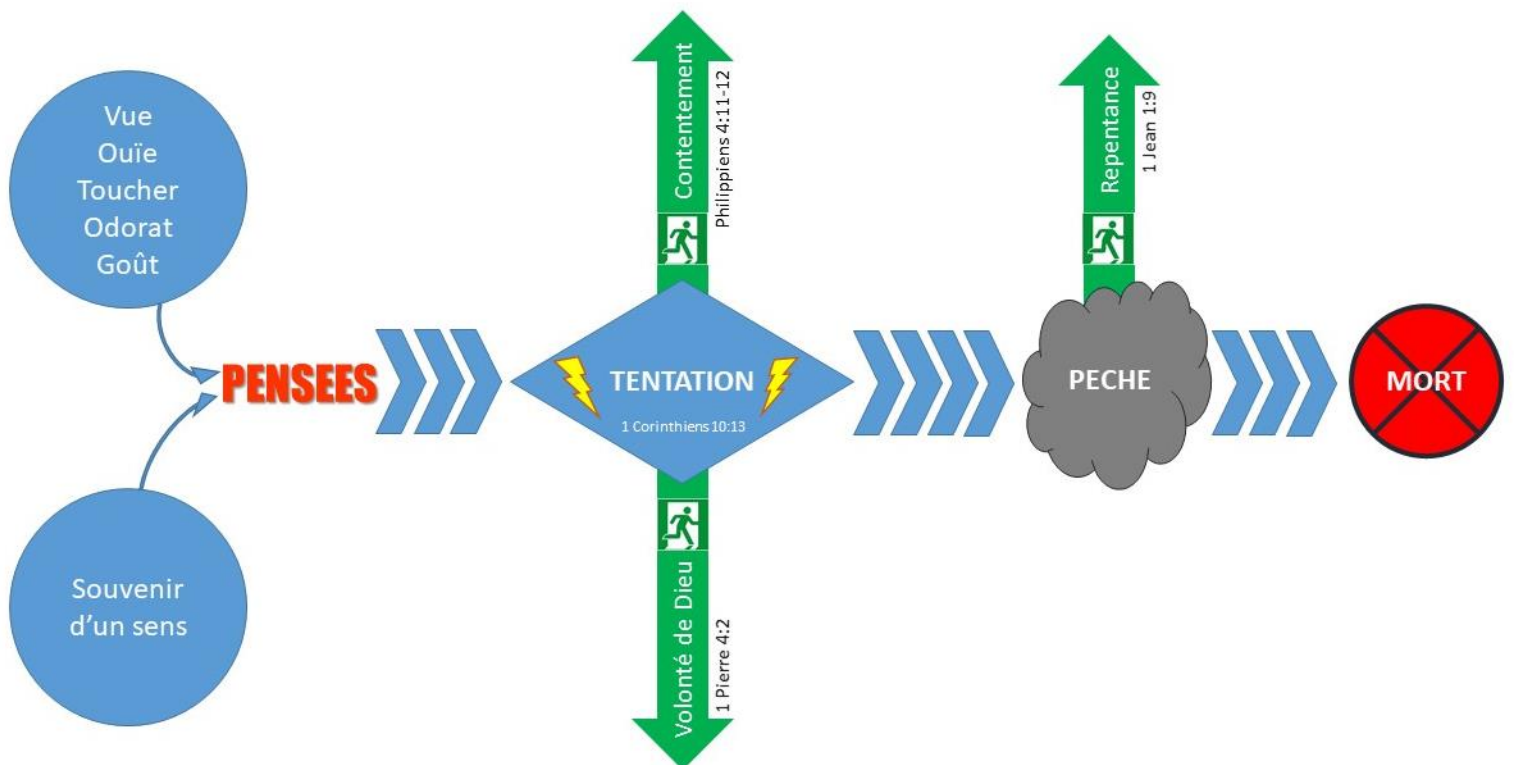 Vue
Ouïe
Toucher
Odorat
Goût
Souvenir
d'un sens
PENSEES
Contentement
Philippiens 4:11-12
TENTATION
1 Corinthiens 10:13
Volonté de Dieu
1 Pierre 4:2
Repentance
1 Jean 1:9
PECHE
MORT